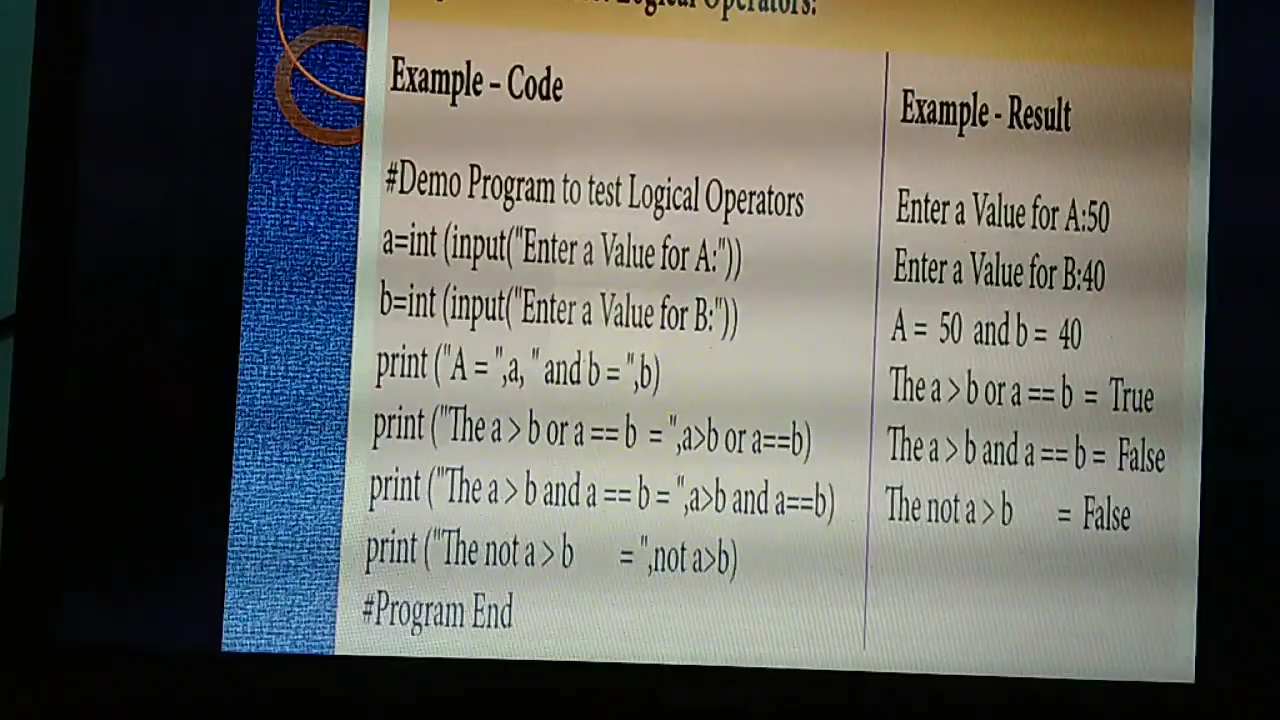 Logical Operators:
Example – Code
#Demo Program to test Logical Operators
a=int (input("Enter a Value for A:"))
b=int (input("Enter a Value for B:"))
print ("A = ",a, " and b = ",b)
print ("The a > b or a == b = ",a>b or a==b)
print ("The a > b and a == b = ",a>b and a==b)
print ("The not a > b      = ",not a>b)
#Program End
Example - Result
Enter a Value for A:50
Enter a Value for B:40
A = 50 and b = 40
The a > b or a == b = True
The a > b and a == b = False
The not a > b      = False